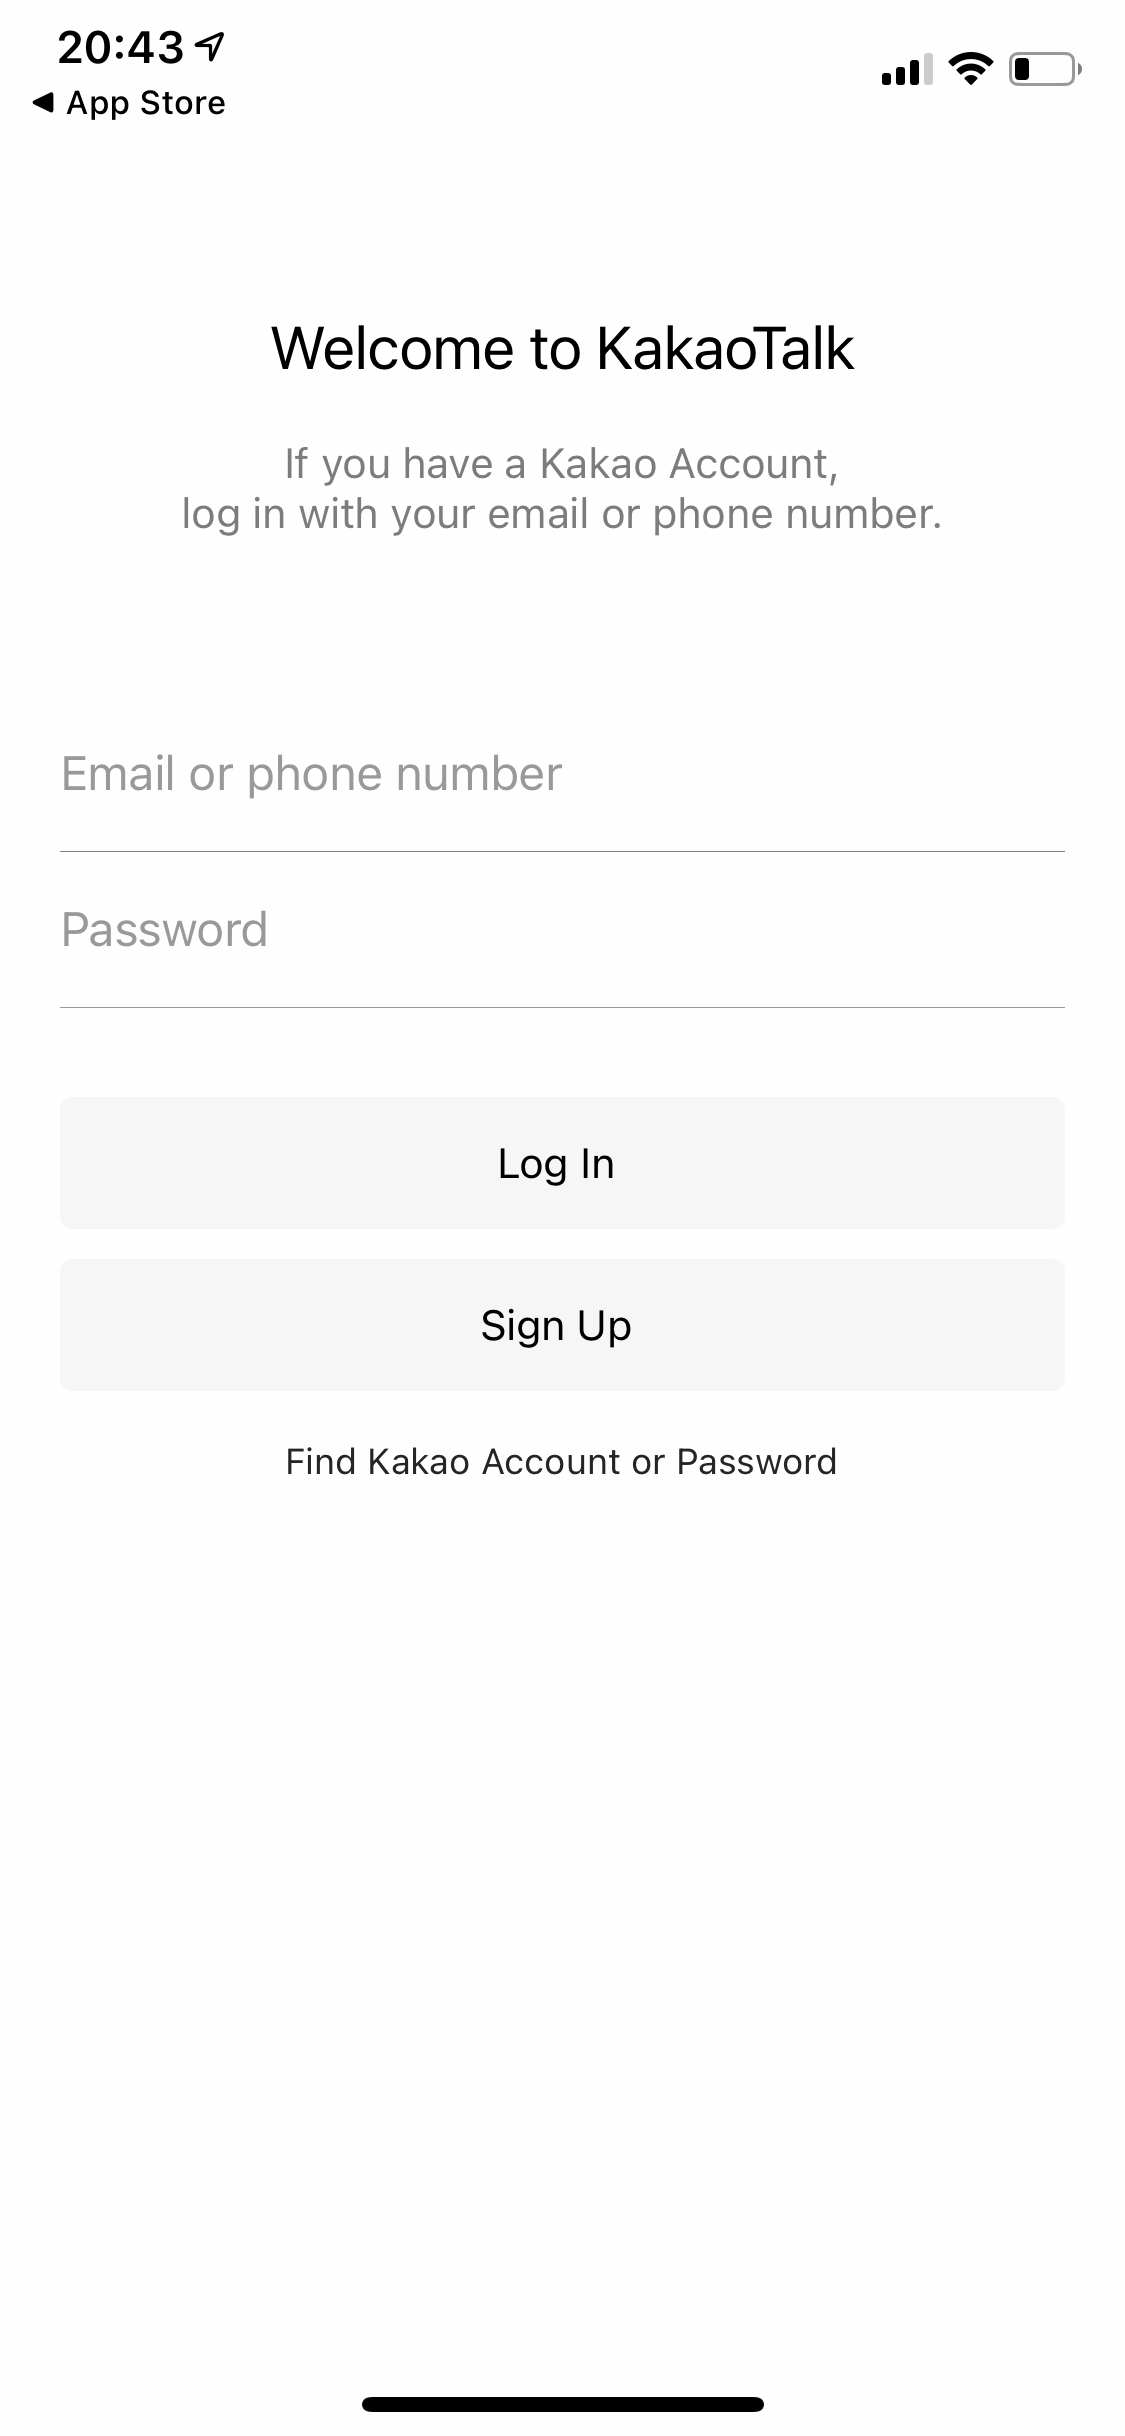 20:43
App Store
Welcome to KakaoTalk
If you have a Kakao Account,
log in with your email or phone number.
Email or phone number
Password
Log In
Sign Up
Find Kakao Account or Password